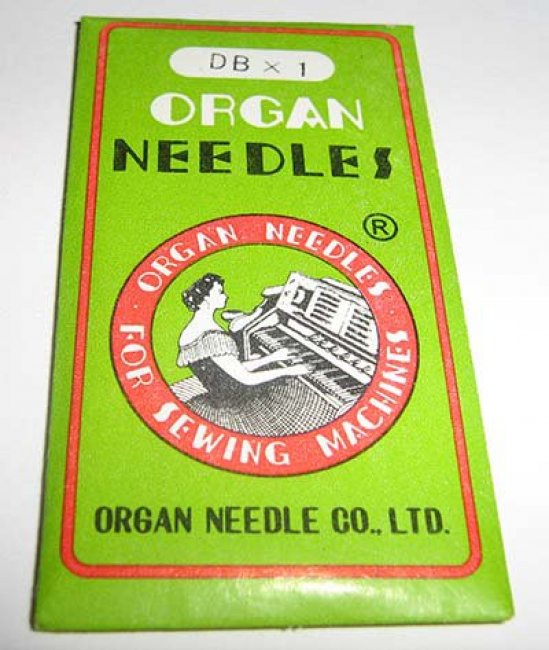 DB × 1
ORGAN
NEEDLES
®
ORGAN NEEDLES
FOR SEWING MACHINES
ORGAN NEEDLE CO., LTD.